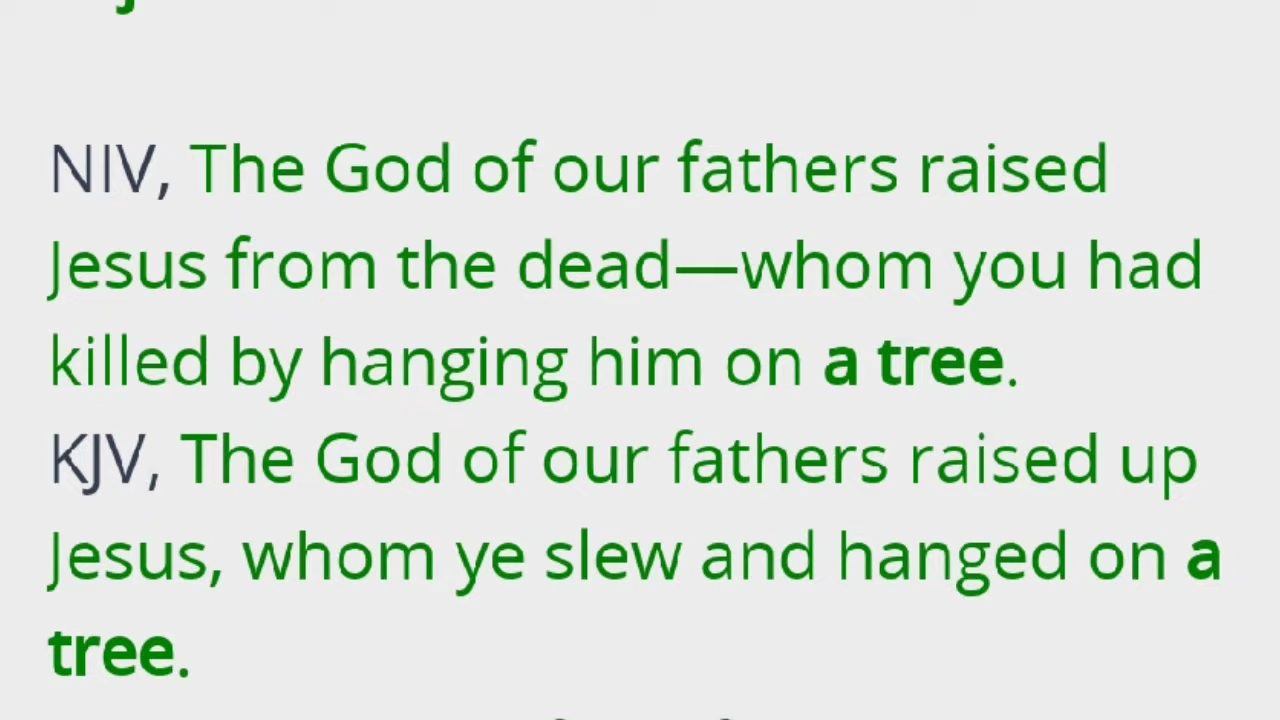 NIV, The God of our fathers raised
Jesus from the dead—whom you had
killed by hanging him on a tree.
KJV, The God of our fathers raised up
Jesus, whom ye slew and hanged on a
tree.